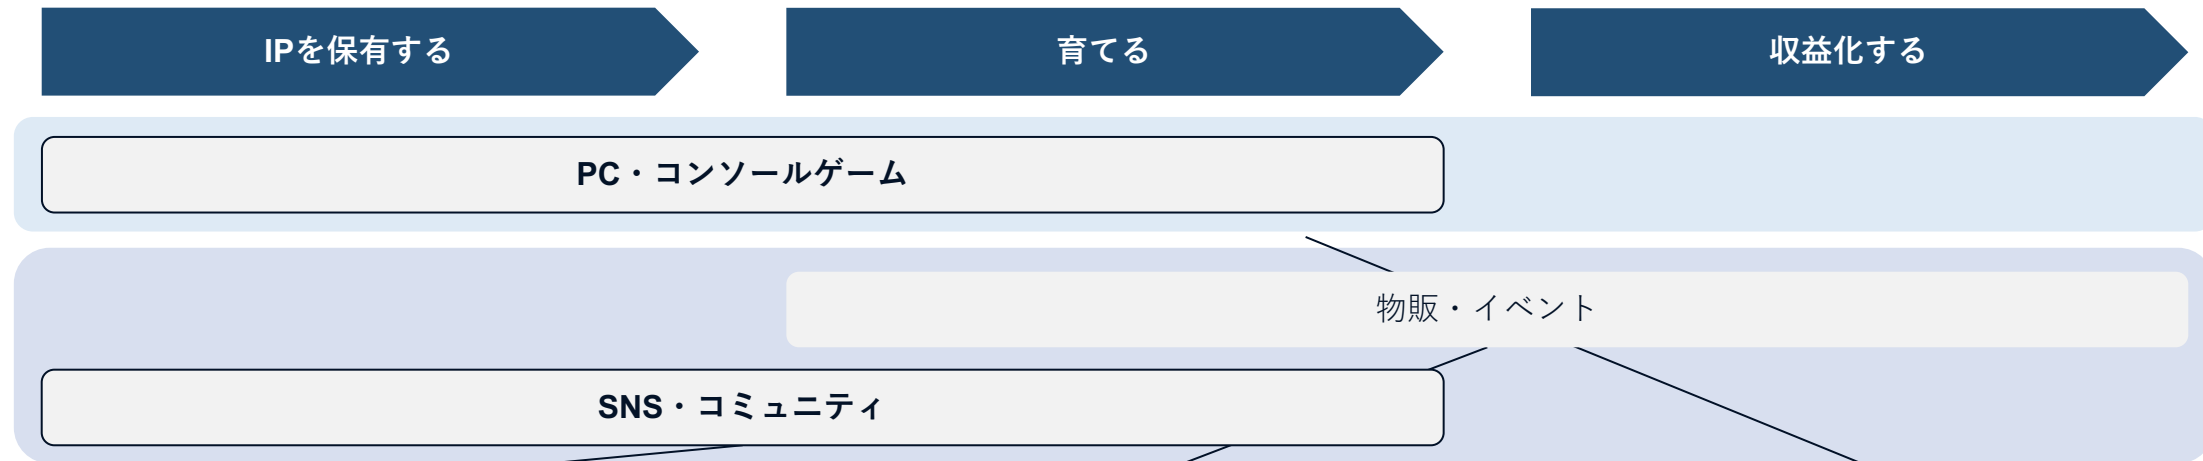 IPを保有する
育てる
収益化する
PC・コンソールゲーム
物販・イベント
SNS・コミュニティ